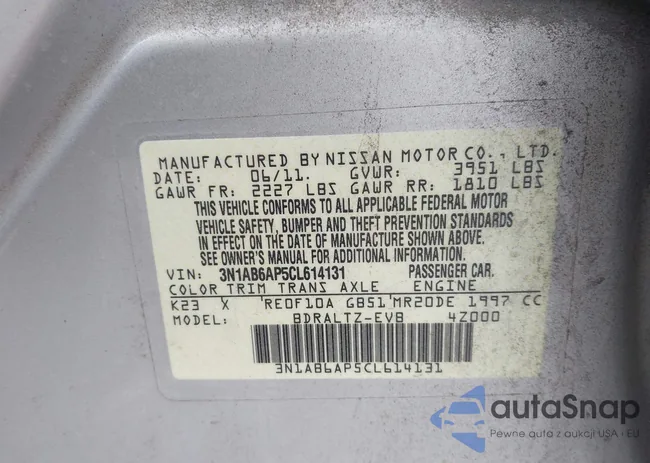 MANUFACTURED BY NISSAN MOTOR CO., LTD.
DATE: 06/11. GVWR: 3951 LBS
GAWR FR: 2227 LBS GAWR RR: 1810 LBS
THIS VEHICLE CONFORMS TO ALL APPLICABLE FEDERAL MOTOR
VEHICLE SAFETY, BUMPER AND THEFT PREVENTION STANDARDS
IN EFFECT ON THE DATE OF MANUFACTURE SHOWN ABOVE.
SEE OWNER'S MANUAL FOR ADDITIONAL INFORMATION.
VIN: 3N1AB6AP5CL614131 PASSENGER CAR.
COLOR TRIM TRANS AXLE ENGINE
K23 X RE0F10A GB51 MR20DE 1997 CC
MODEL: BDRALTZ-EVB 4Z000
3N1AB6AP5CL614131
autaSnap
Pewne auta z aukcji USA i EU